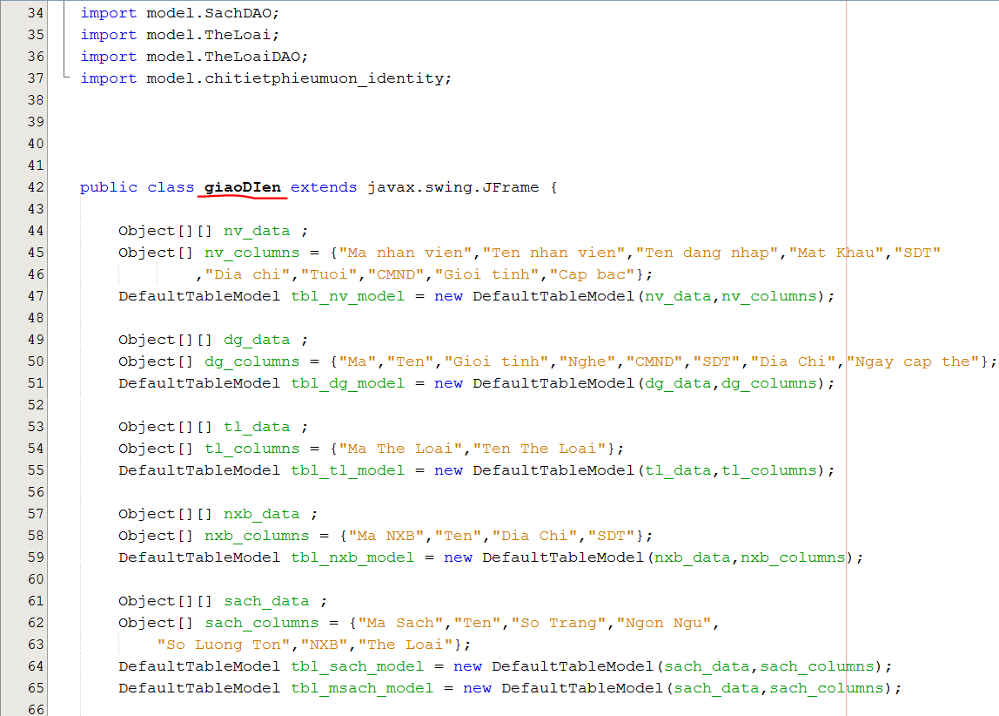 34 import model.SachDAO;
35 import model.TheLoai;
36 import model.TheLoaiDAO;
37 import model.chitietphieumuon_identity;
38
39
40
41
42 public class giaoDIen extends javax.swing.JFrame {
43
44 Object[][] nv_data ;
45 Object[] nv_columns = {"Ma nhan vien","Ten nhan vien","Ten dang nhap","Mat Khau","SDT"
46 ,"Dia chi","Tuoi","CMND","Gioi tinh","Cap bac"};
47 DefaultTableModel tbl_nv_model = new DefaultTableModel(nv_data,nv_columns);
48
49 Object[][] dg_data ;
50 Object[] dg_columns = {"Ma","Ten","Gioi tinh","Nghe","CMND","SDT","Dia Chi","Ngay cap the"};
51 DefaultTableModel tbl_dg_model = new DefaultTableModel(dg_data,dg_columns);
52
53 Object[][] tl_data ;
54 Object[] tl_columns = {"Ma The Loai","Ten The Loai"};
55 DefaultTableModel tbl_tl_model = new DefaultTableModel(tl_data,tl_columns);
56
57 Object[][] nxb_data ;
58 Object[] nxb_columns = {"Ma NXB","Ten","Dia Chi","SDT"};
59 DefaultTableModel tbl_nxb_model = new DefaultTableModel(nxb_data,nxb_columns);
60
61 Object[][] sach_data ;
62 Object[] sach_columns = {"Ma Sach","Ten","So Trang","Ngon Ngu",
63 "So Luong Ton","NXB","The Loai"};
64 DefaultTableModel tbl_sach_model = new DefaultTableModel(sach_data,sach_columns);
65 DefaultTableModel tbl_msach_model = new DefaultTableModel(sach_data,sach_columns);
66